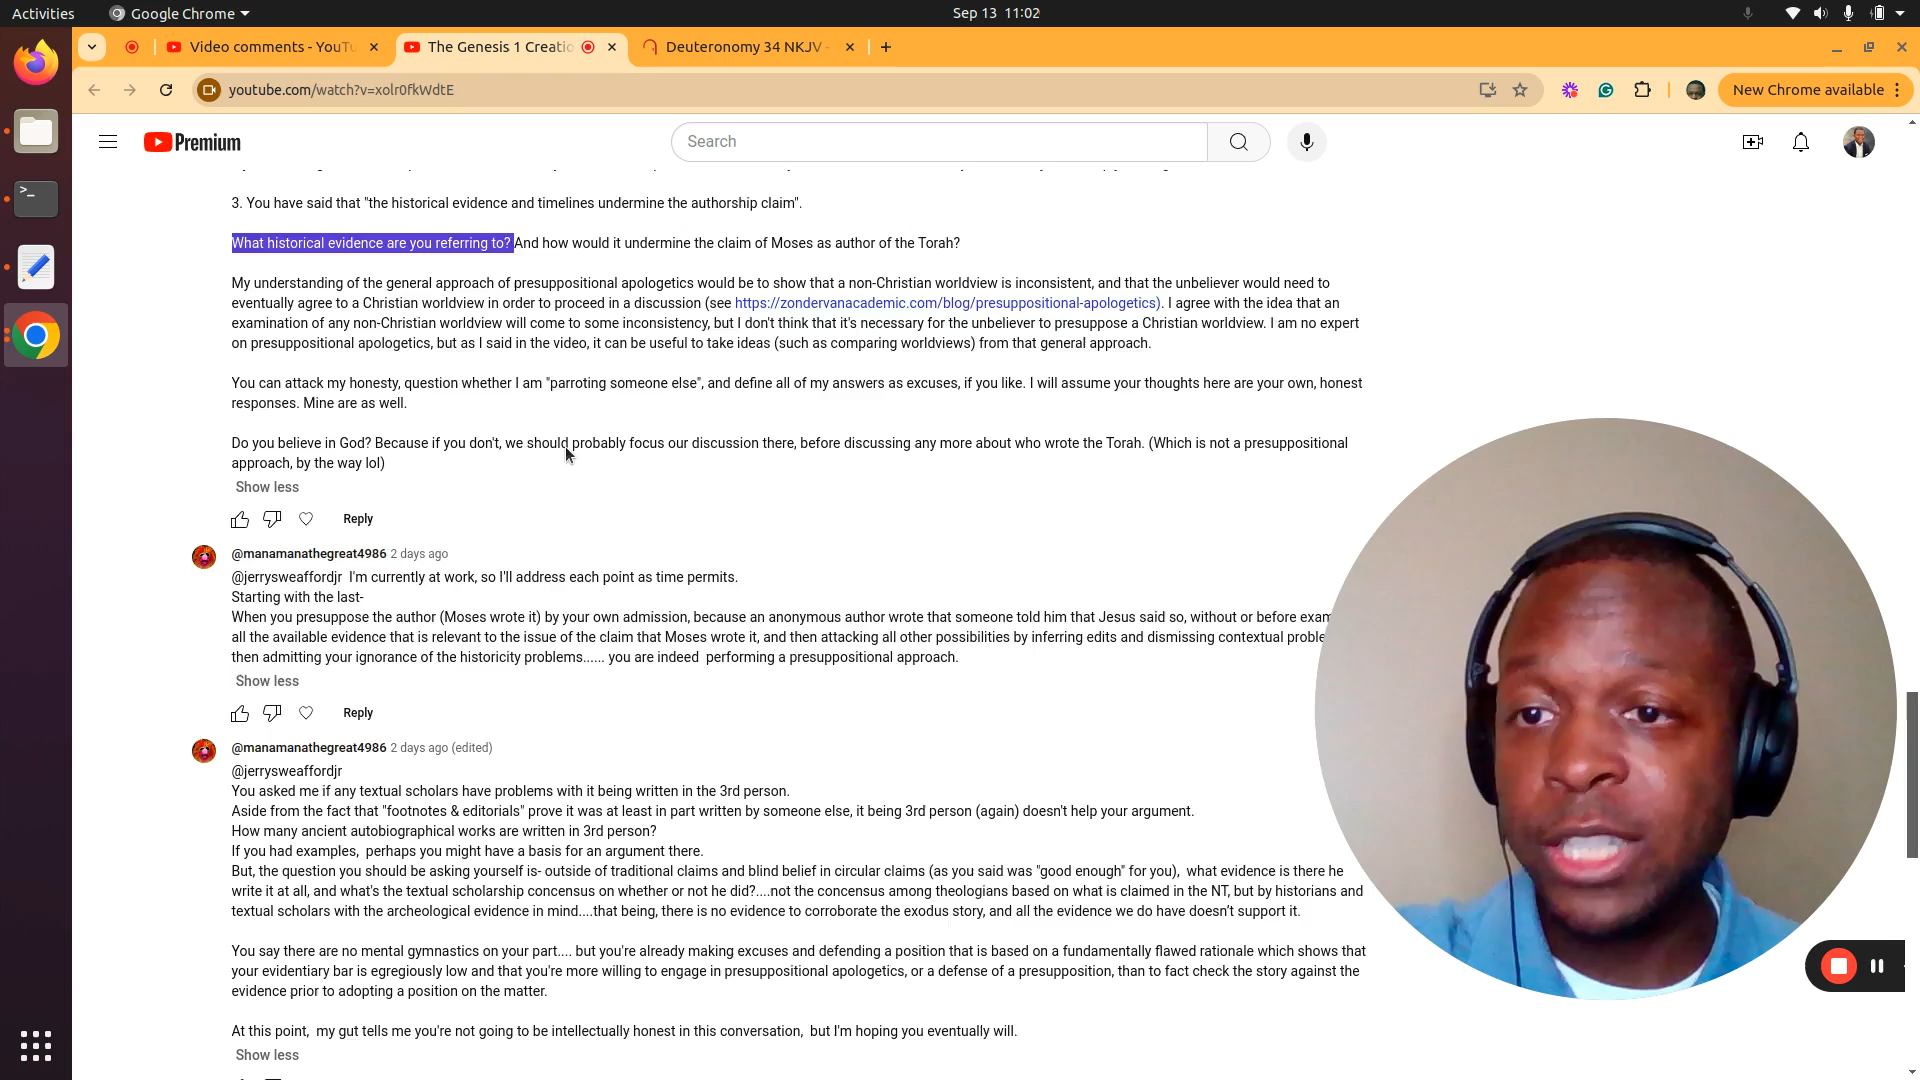 Activities
Google Chrome
Sep 13 11:02
Video comments - YouTu
The Genesis 1 Creatio
Deuteronomy 34 NKJV -
youtube.com/watch?v=xolr0fkWdtE
New Chrome available
Premium
Search
3. You have said that "the historical evidence and timelines undermine the authorship claim".
What historical evidence are you referring to? And how would it undermine the claim of Moses as author of the Torah?
My understanding of the general approach of presuppositional apologetics would be to show that a non-Christian worldview is inconsistent, and that the unbeliever would need to
eventually agree to a Christian worldview in order to proceed in a discussion (see https://zondervanacademic.com/blog/presuppositional-apologetics). I agree with the idea that an
examination of any non-Christian worldview will come to some inconsistency, but I don't think that it's necessary for the unbeliever to presuppose a Christian worldview. I am no expert
on presuppositional apologetics, but as I said in the video, it can be useful to take ideas (such as comparing worldviews) from that general approach.
You can attack my honesty, question whether I am "parroting someone else", and define all of my answers as excuses, if you like. I will assume your thoughts here are your own, honest
responses. Mine are as well.
Do you believe in God? Because if you don't, we should probably focus our discussion there, before discussing any more about who wrote the Torah. (Which is not a presuppositional
approach, by the way lol)
Show less
Reply
@manamanathegreat4986 2 days ago
@jerrysweaffordjr I'm currently at work, so I'll address each point as time permits.
Starting with the last-
When you presuppose the author (Moses wrote it) by your own admission, because an anonymous author wrote that someone told him that Jesus said so, without or before exam
all the available evidence that is relevant to the issue of the claim that Moses wrote it, and then attacking all other possibilities by inferring edits and dismissing contextual proble
then admitting your ignorance of the historicity problems...... you are indeed performing a presuppositional approach.
Show less
Reply
@manamanathegreat4986 2 days ago (edited)
@jerrysweaffordjr
You asked me if any textual scholars have problems with it being written in the 3rd person.
Aside from the fact that "footnotes & editorials" prove it was at least in part written by someone else, it being 3rd person (again) doesn't help your argument.
How many ancient autobiographical works are written in 3rd person?
If you had examples, perhaps you might have a basis for an argument there.
But, the question you should be asking yourself is- outside of traditional claims and blind belief in circular claims (as you said was "good enough" for you), what evidence is there he
write it at all, and what's the textual scholarship concensus on whether or not he did?....not the concensus among theologians based on what is claimed in the NT, but by historians and
textual scholars with the archeological evidence in mind....that being, there is no evidence to corroborate the exodus story, and all the evidence we do have doesn't support it.
You say there are no mental gymnastics on your part.... but you're already making excuses and defending a position that is based on a fundamentally flawed rationale which shows that
your evidentiary bar is egregiously low and that you're more willing to engage in presuppositional apologetics, or a defense of a presupposition, than to fact check the story against the
evidence prior to adopting a position on the matter.
At this point, my gut tells me you're not going to be intellectually honest in this conversation, but I'm hoping you eventually will.
Show less